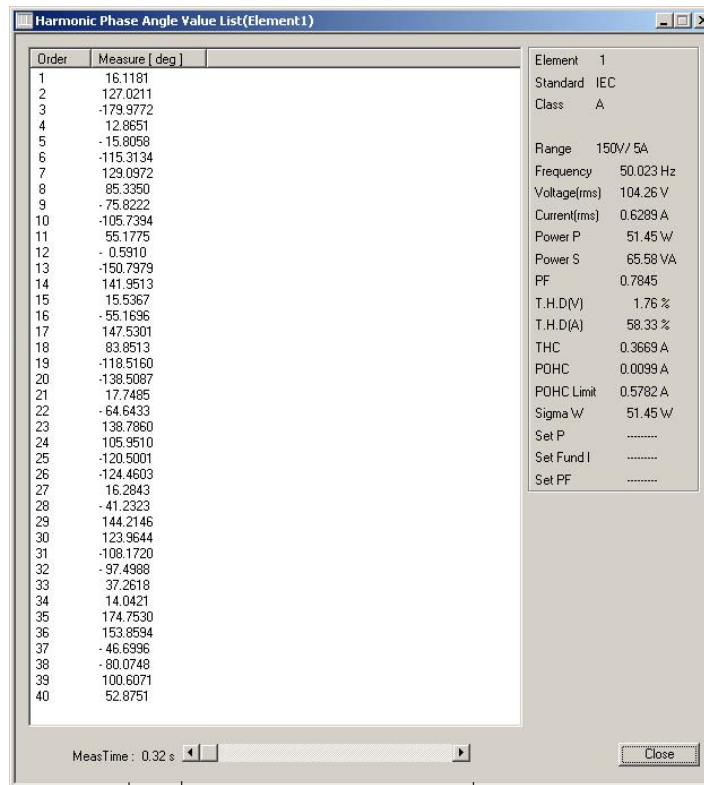 Harmonic Phase Angle Value List(Element1)
Order Measure [ deg ]
1 16.1181
2 127.0211
3 -179.9772
4 12.8651
5 - 15.8058
6 -115.3134
7 129.0972
8 85.3350
9 - 75.8222
10 -105.7394
11 55.1775
12 - 0.5910
13 -150.7979
14 141.9513
15 15.5367
16 - 55.1696
17 147.5301
18 83.8513
19 -118.5160
20 -138.5087
21 17.7485
22 - 64.6433
23 138.7860
24 105.9510
25 -120.5001
26 -124.4603
27 16.2843
28 - 41.2323
29 144.2146
30 123.9644
31 -108.1720
32 - 97.4988
33 37.2618
34 14.0421
35 174.7530
36 153.8594
37 - 46.6996
38 - 80.0748
39 100.6071
40 52.8751
Element 1
Standard IEC
Class A
Range 150V/ 5A
Frequency 50.023 Hz
Voltage(rms) 104.26 V
Current(rms) 0.6289 A
Power P 51.45 W
Power S 65.58 VA
PF 0.7845
T.H.D(V) 1.76 %
T.H.D(A) 58.33 %
THC 0.3669 A
POHC 0.0099 A
POHC Limit 0.5782 A
Sigma W 51.45 W
Set P ---------
Set Fund I ---------
Set PF ---------
MeasTime : 0.32 s
Close